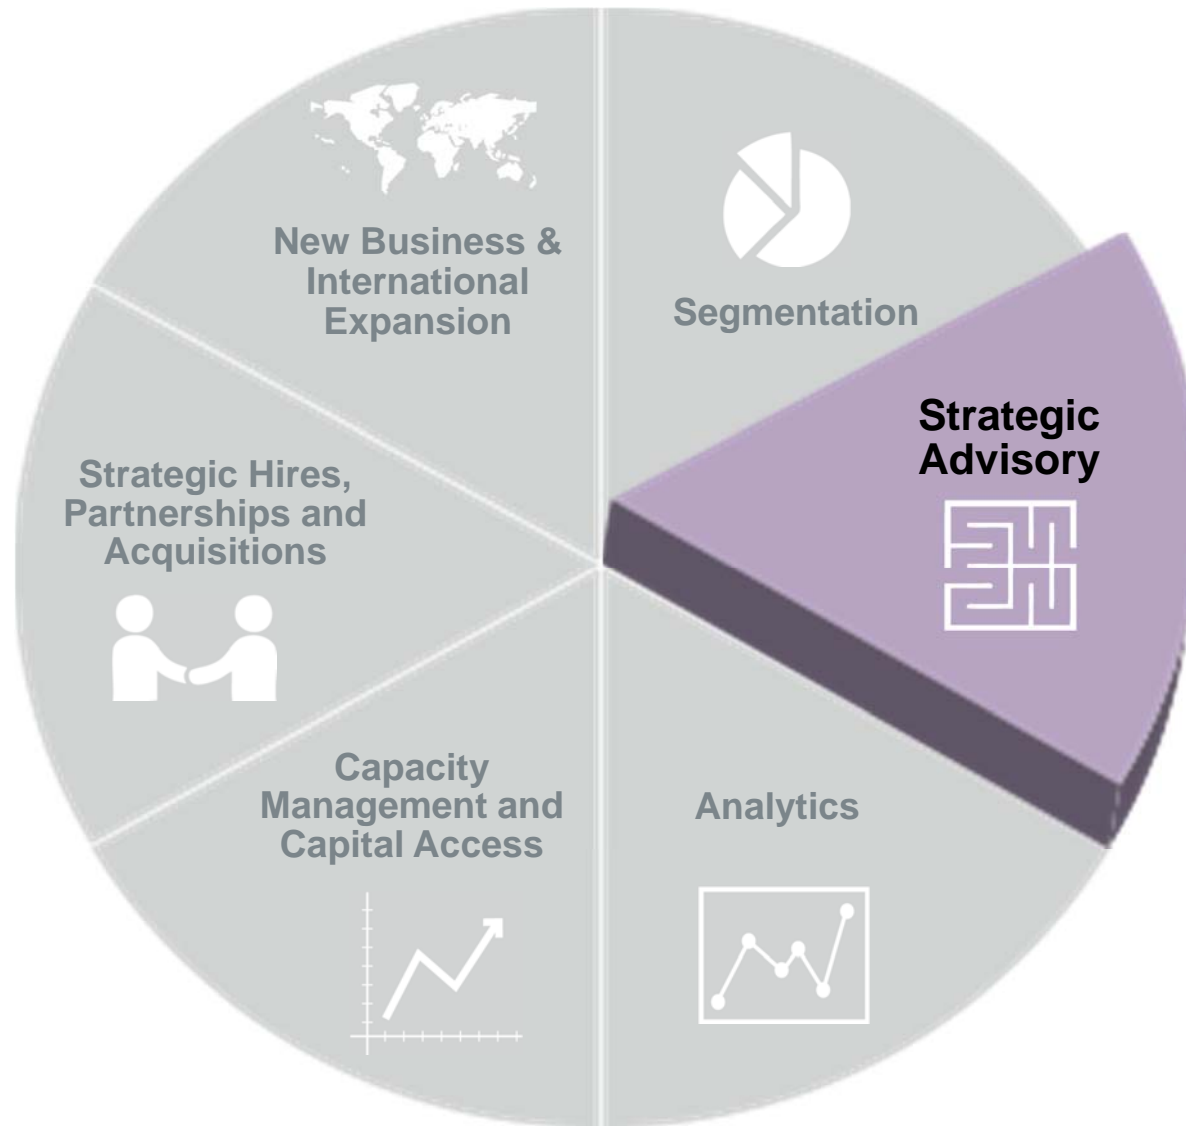 New Business &
International
Expansion
Segmentation
Strategic
Advisory
Strategic Hires,
Partnerships and
Acquisitions
Capacity
Management and
Capital Access
Analytics